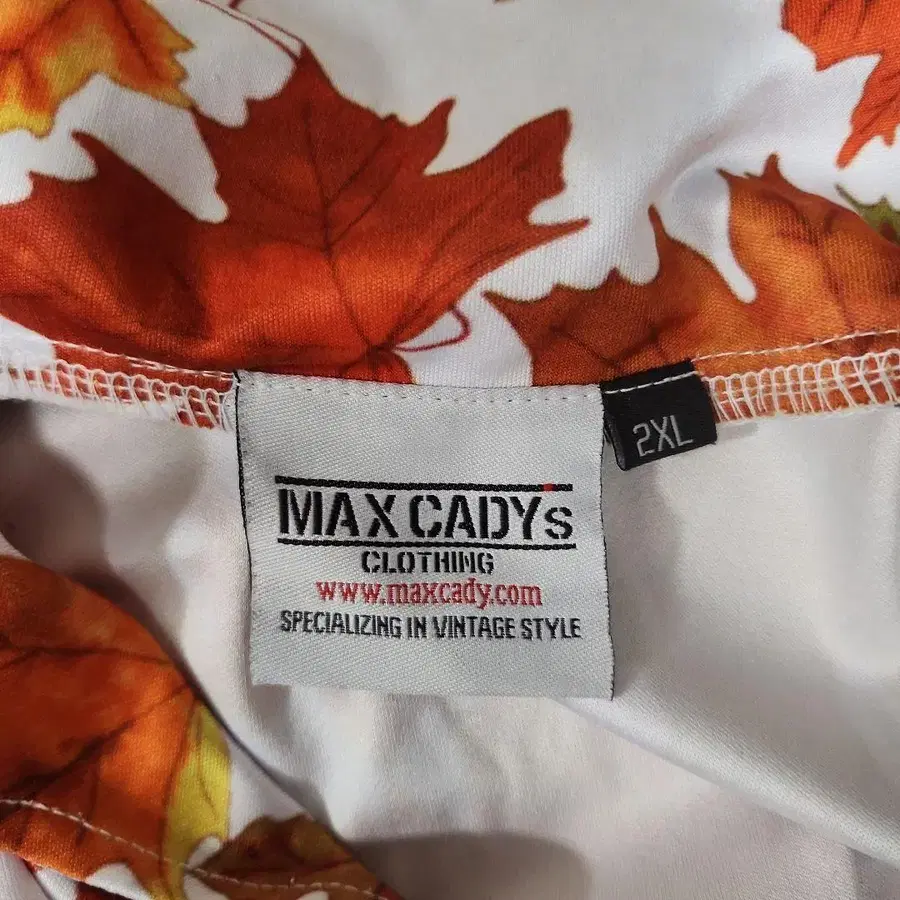 MAX CADYs
CLOTHING
www.maxcady.com
SPECIALIZING IN VINTAGE STYLE
2XL